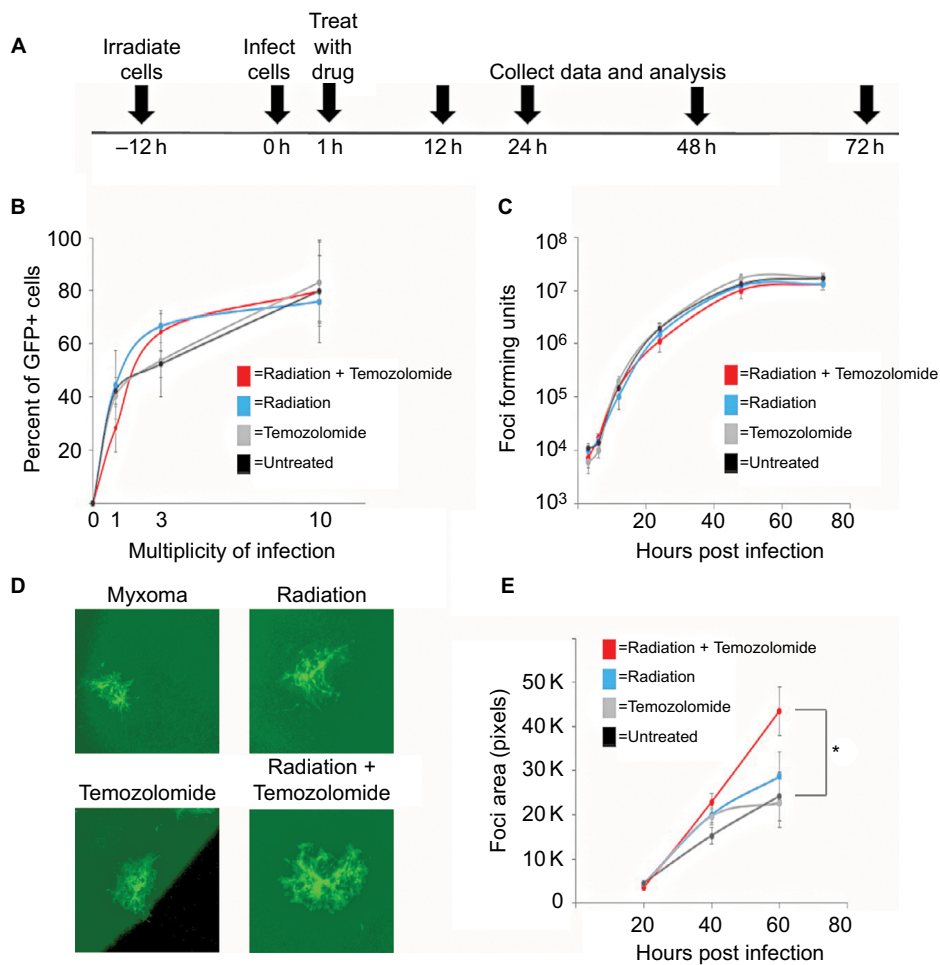 A
Irradiate cells
Infect cells
Treat with drug
Collect data and analysis
–12 h
0 h
1 h
12 h
24 h
48 h
72 h
B
Percent of GFP+ cells
100
80
60
40
20
0
1
3
10
Multiplicity of infection
=Radiation + Temozolomide
=Radiation
=Temozolomide
=Untreated
C
Foci forming units
10⁸
10⁷
10⁶
10⁵
10⁴
10³
20
40
60
80
Hours post infection
=Radiation + Temozolomide
=Radiation
=Temozolomide
=Untreated
D
Myxoma
Radiation
Temozolomide
Radiation +
Temozolomide
E
Foci area (pixels)
50 K
40 K
30 K
20 K
10 K
0
20
40
60
80
Hours post infection
=Radiation + Temozolomide
=Radiation
=Temozolomide
=Untreated
*